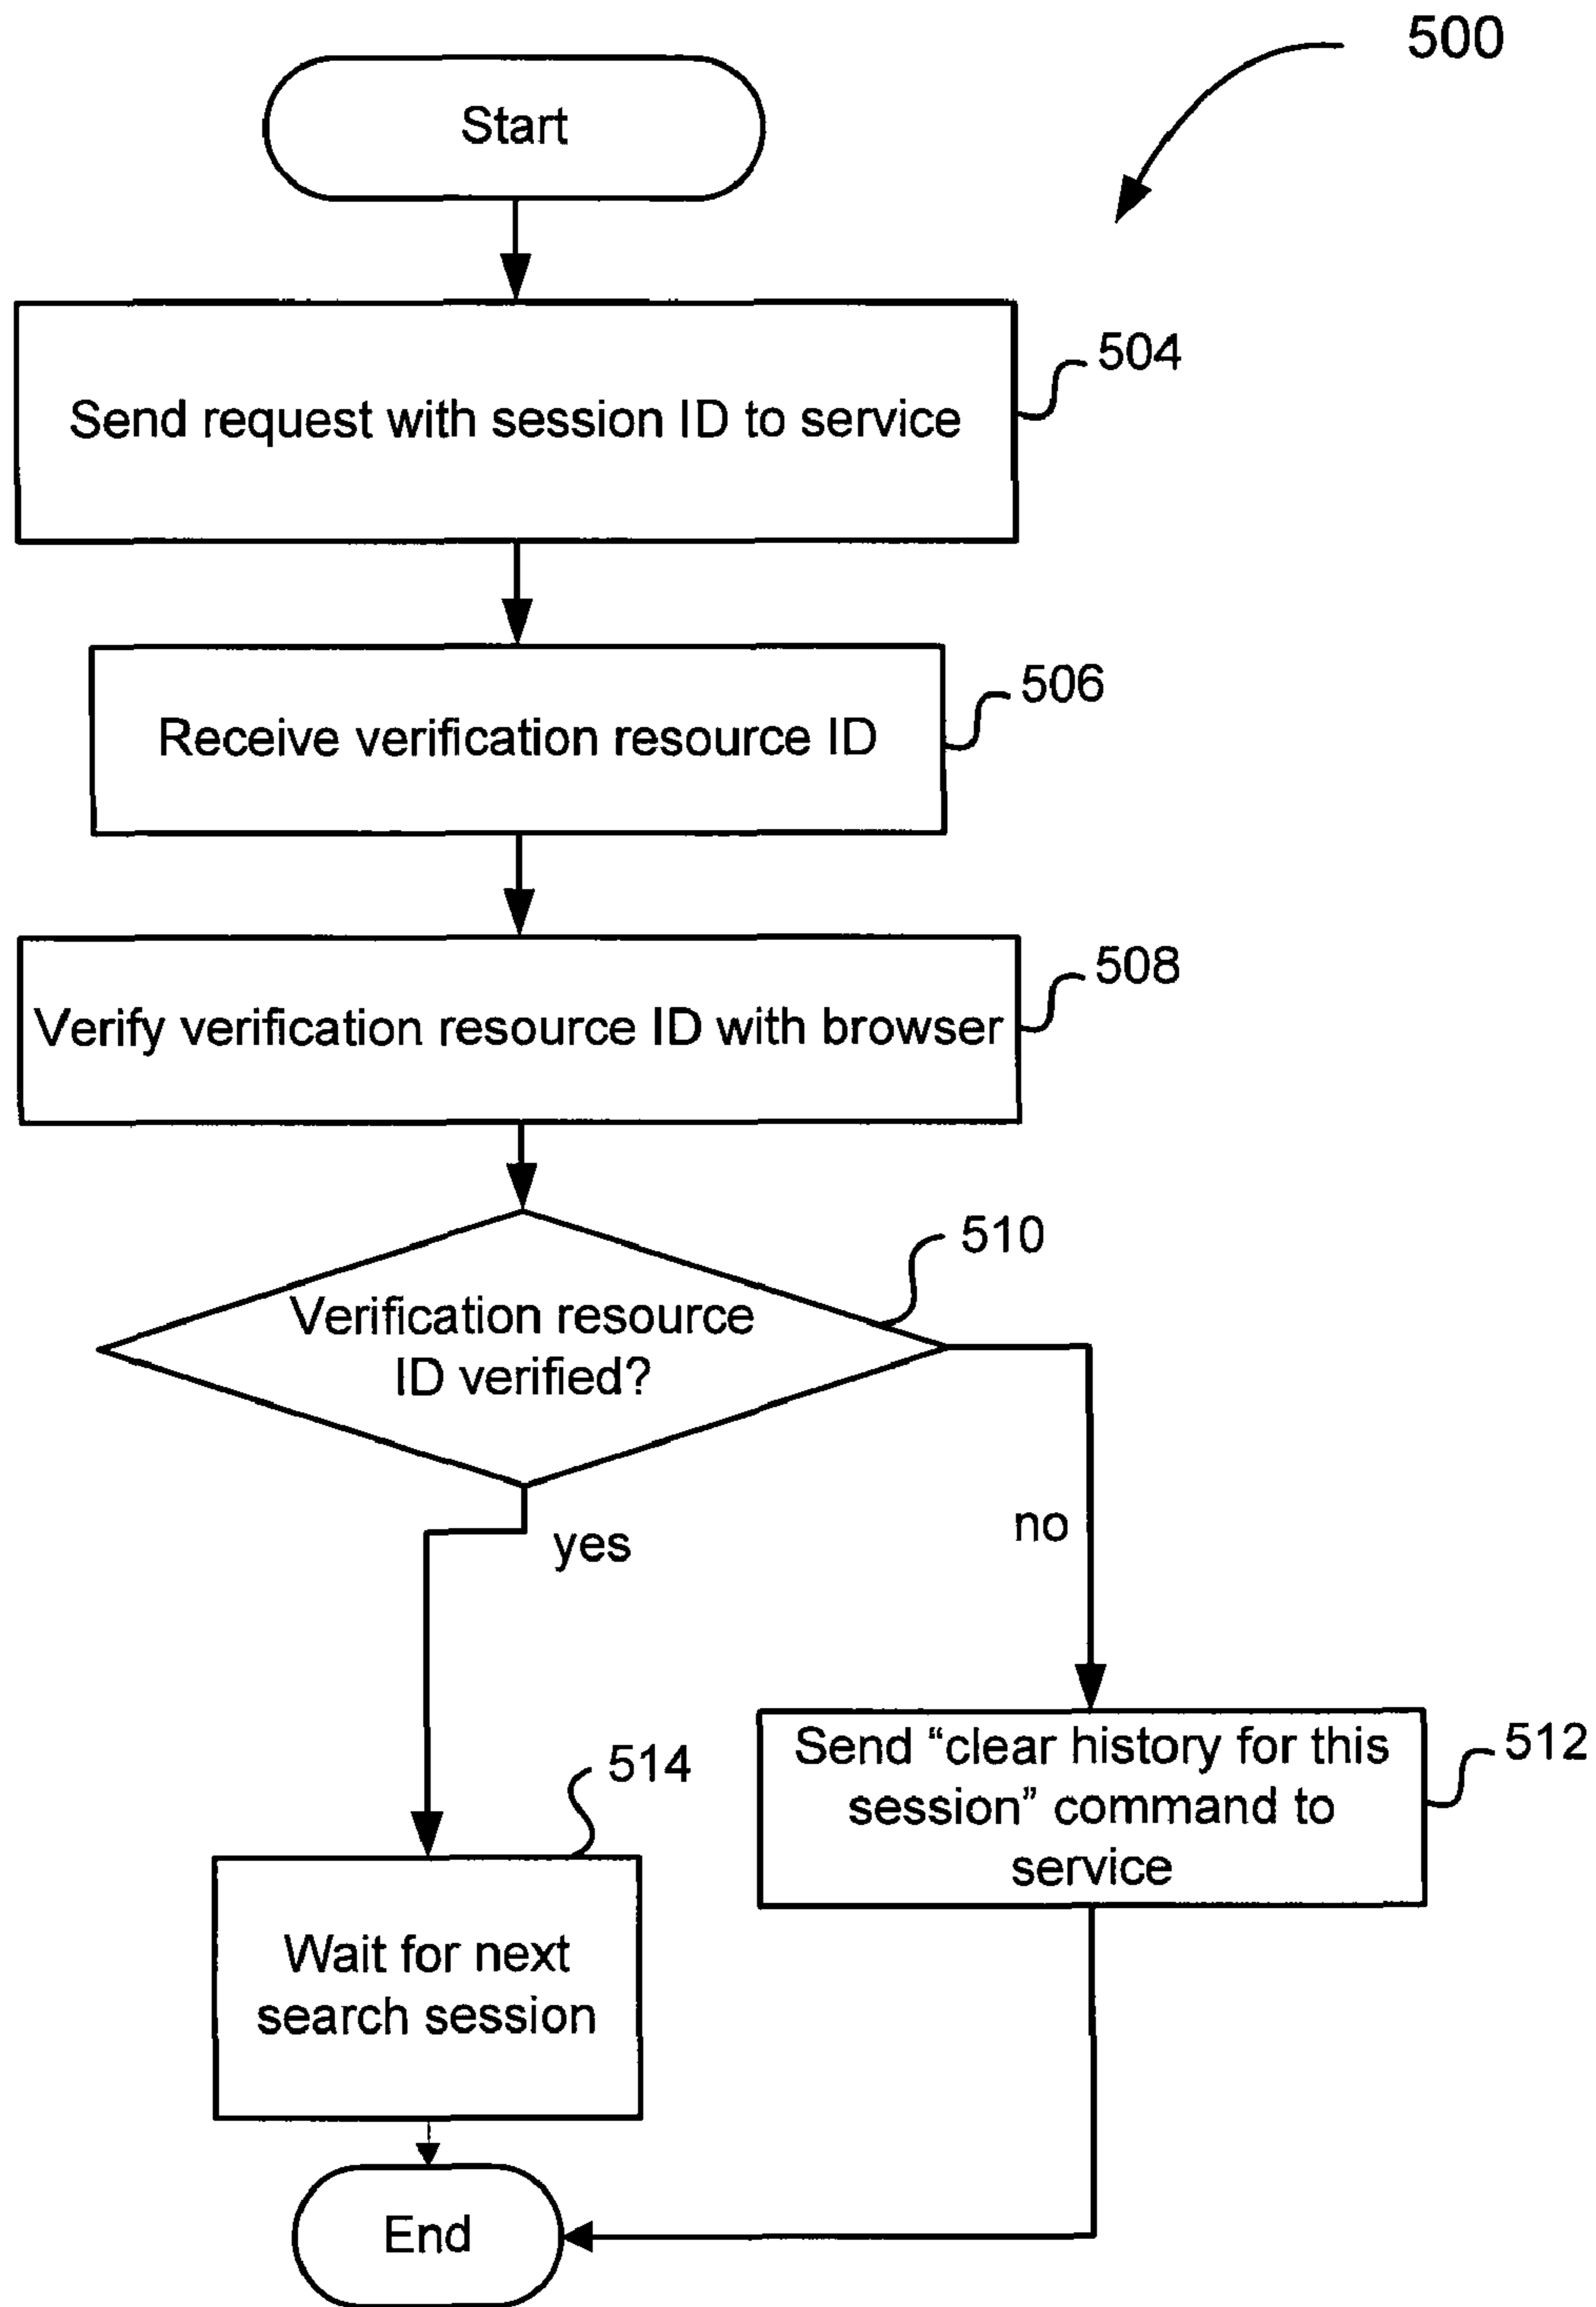 500
Start
504
Send request with session ID to service
506
Receive verification resource ID
508
Verify verification resource ID with browser
510
Verification resource
ID verified?
yes
no
514
Wait for next
search session
512
Send “clear history for this
session” command to
service
End